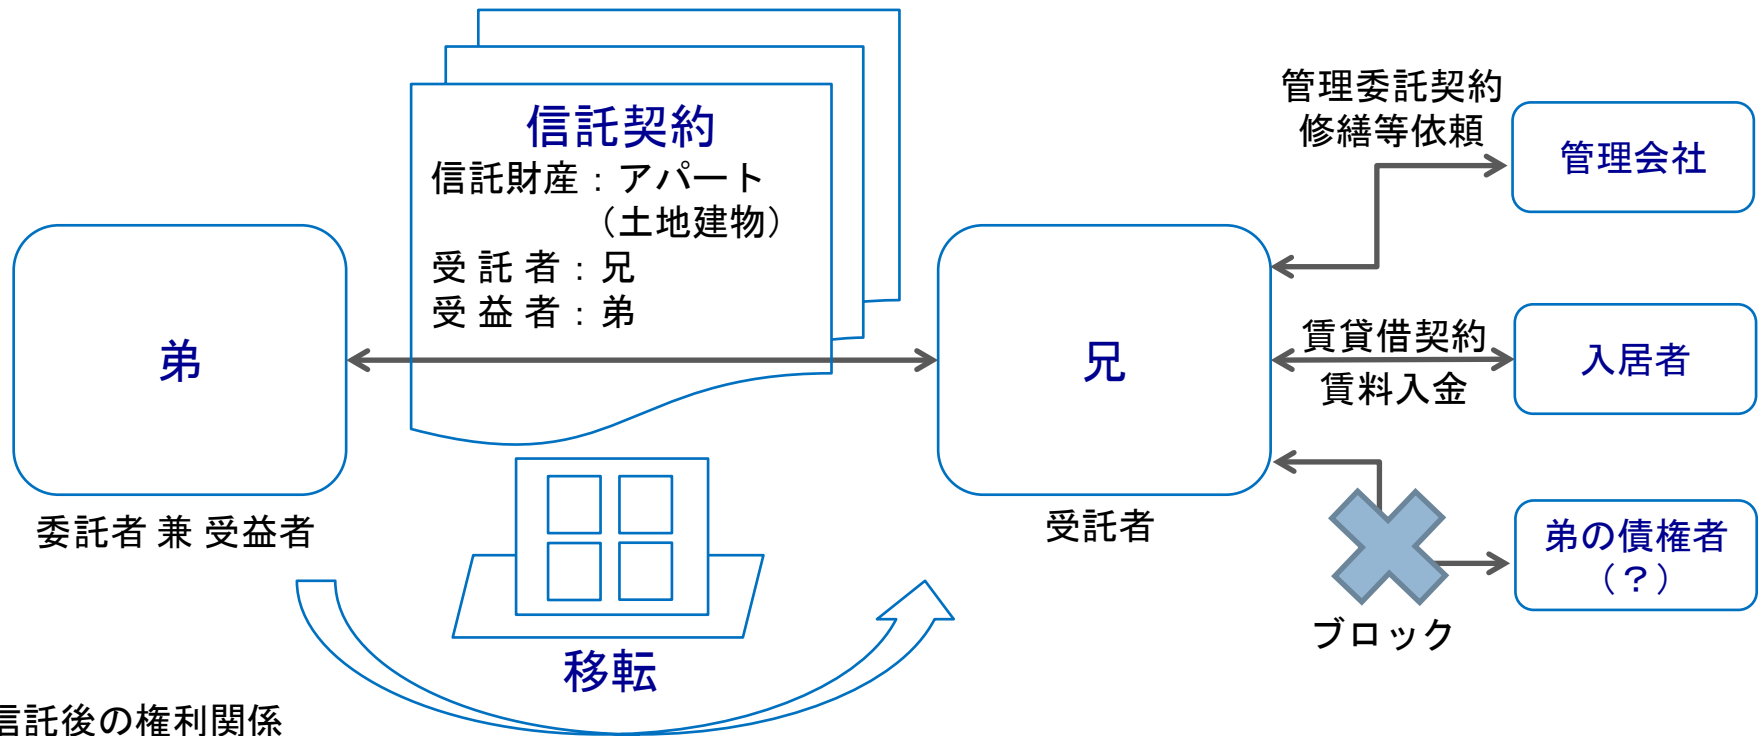 信託契約
信託財産：アパート
（土地建物）
受託者：兄
受益者：弟
弟
委託者 兼 受益者
兄
受託者
移転
管理委託契約
修繕等依頼
管理会社
賃貸借契約
賃料入金
入居者
弟の債権者
（？）
ブロック
信託後の権利関係